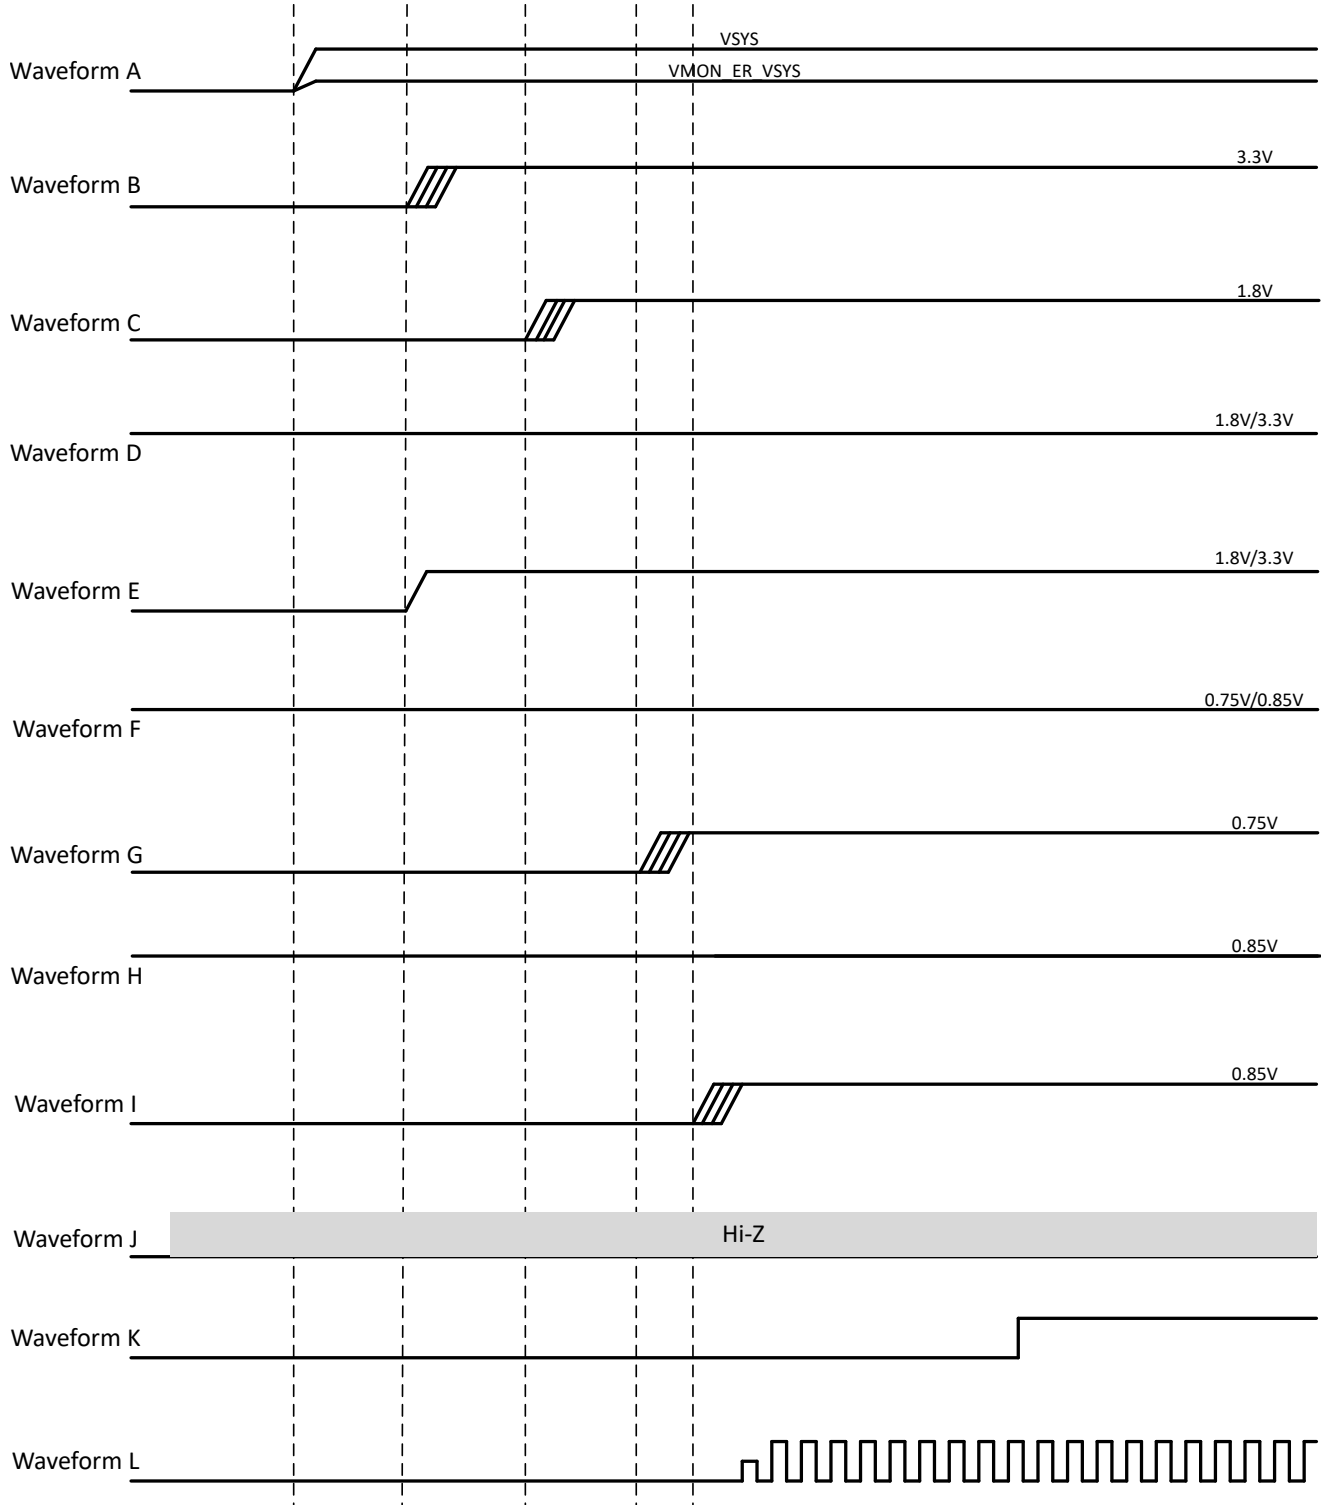 VSYS
Waveform A
VMON_ER_VSYS
3.3V
Waveform B
1.8V
Waveform C
1.8V/3.3V
Waveform D
1.8V/3.3V
Waveform E
0.75V/0.85V
Waveform F
0.75V
Waveform G
0.85V
Waveform H
0.85V
Waveform I
Waveform J
Hi-Z
Waveform K
Waveform L